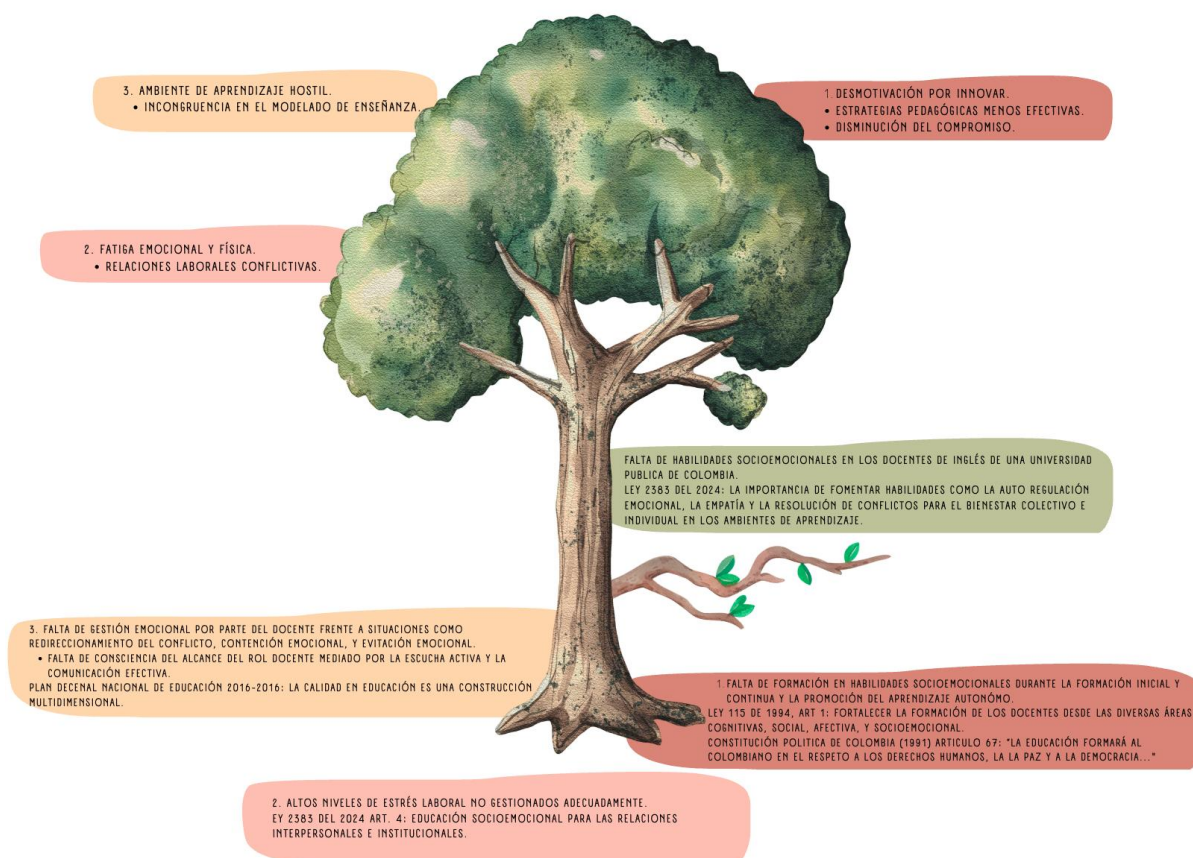 3. AMBIENTE DE APRENDIZAJE HOSTIL.
• INCONGRUENCIA EN EL MODELADO DE ENSEÑANZA.
1. DESMOTIVACIÓN POR INNOVAR.
• ESTRATEGIAS PEDAGÓGICAS MENOS EFECTIVAS.
• DISMINUCIÓN DEL COMPROMISO.
2. FATIGA EMOCIONAL Y FÍSICA.
• RELACIONES LABORALES CONFLICTIVAS.
FALTA DE HABILIDADES SOCIOEMOCIONALES EN LOS DOCENTES DE INGLÉS DE UNA UNIVERSIDAD
PUBLICA DE COLOMBIA.
LEY 2383 DEL 2024: LA IMPORTANCIA DE FOMENTAR HABILIDADES COMO LA AUTO REGULACIÓN
EMOCIONAL, LA EMPATÍA Y LA RESOLUCIÓN DE CONFLICTOS PARA EL BIENESTAR COLECTIVO E
INDIVIDUAL EN LOS AMBIENTES DE APRENDIZAJE.
3. FALTA DE GESTIÓN EMOCIONAL POR PARTE DEL DOCENTE FRENTE A SITUACIONES COMO
REDIRECCIONAMIENTO DEL CONFLICTO, CONTENCIÓN EMOCIONAL, Y EVITACIÓN EMOCIONAL.
• FALTA DE CONSCIENCIA DEL ALCANCE DEL ROL DOCENTE MEDIADO POR LA ESCUCHA ACTIVA Y LA
COMUNICACIÓN EFECTIVA.
PLAN DECENAL NACIONAL DE EDUCACIÓN 2016-2016: LA CALIDAD EN EDUCACIÓN ES UNA CONSTRUCCIÓN
MULTIDIMENSIONAL.
1. FALTA DE FORMACIÓN EN HABILIDADES SOCIOEMOCIONALES DURANTE LA FORMACIÓN INICIAL Y
CONTINUA Y LA PROMOCIÓN DEL APRENDIZAJE AUTONÓMO.
LEY 115 DE 1994, ART 1: FORTALECER LA FORMACIÓN DE LOS DOCENTES DESDE LAS DIVERSAS ÁREAS
COGNITIVAS, SOCIAL, AFECTIVA, Y SOCIOEMOCIONAL.
CONSTITUCIÓN POLITICA DE COLOMBIA (1991) ARTICULO 67: "LA EDUCACIÓN FORMARÁ AL
COLOMBIANO EN EL RESPETO A LOS DERECHOS HUMANOS, LA LA PAZ Y A LA DEMOCRACIA..."
2. ALTOS NIVELES DE ESTRÉS LABORAL NO GESTIONADOS ADECUADAMENTE.
EY 2383 DEL 2024 ART. 4: EDUCACIÓN SOCIOEMOCIONAL PARA LAS RELACIONES
INTERPERSONALES E INSTITUCIONALES.